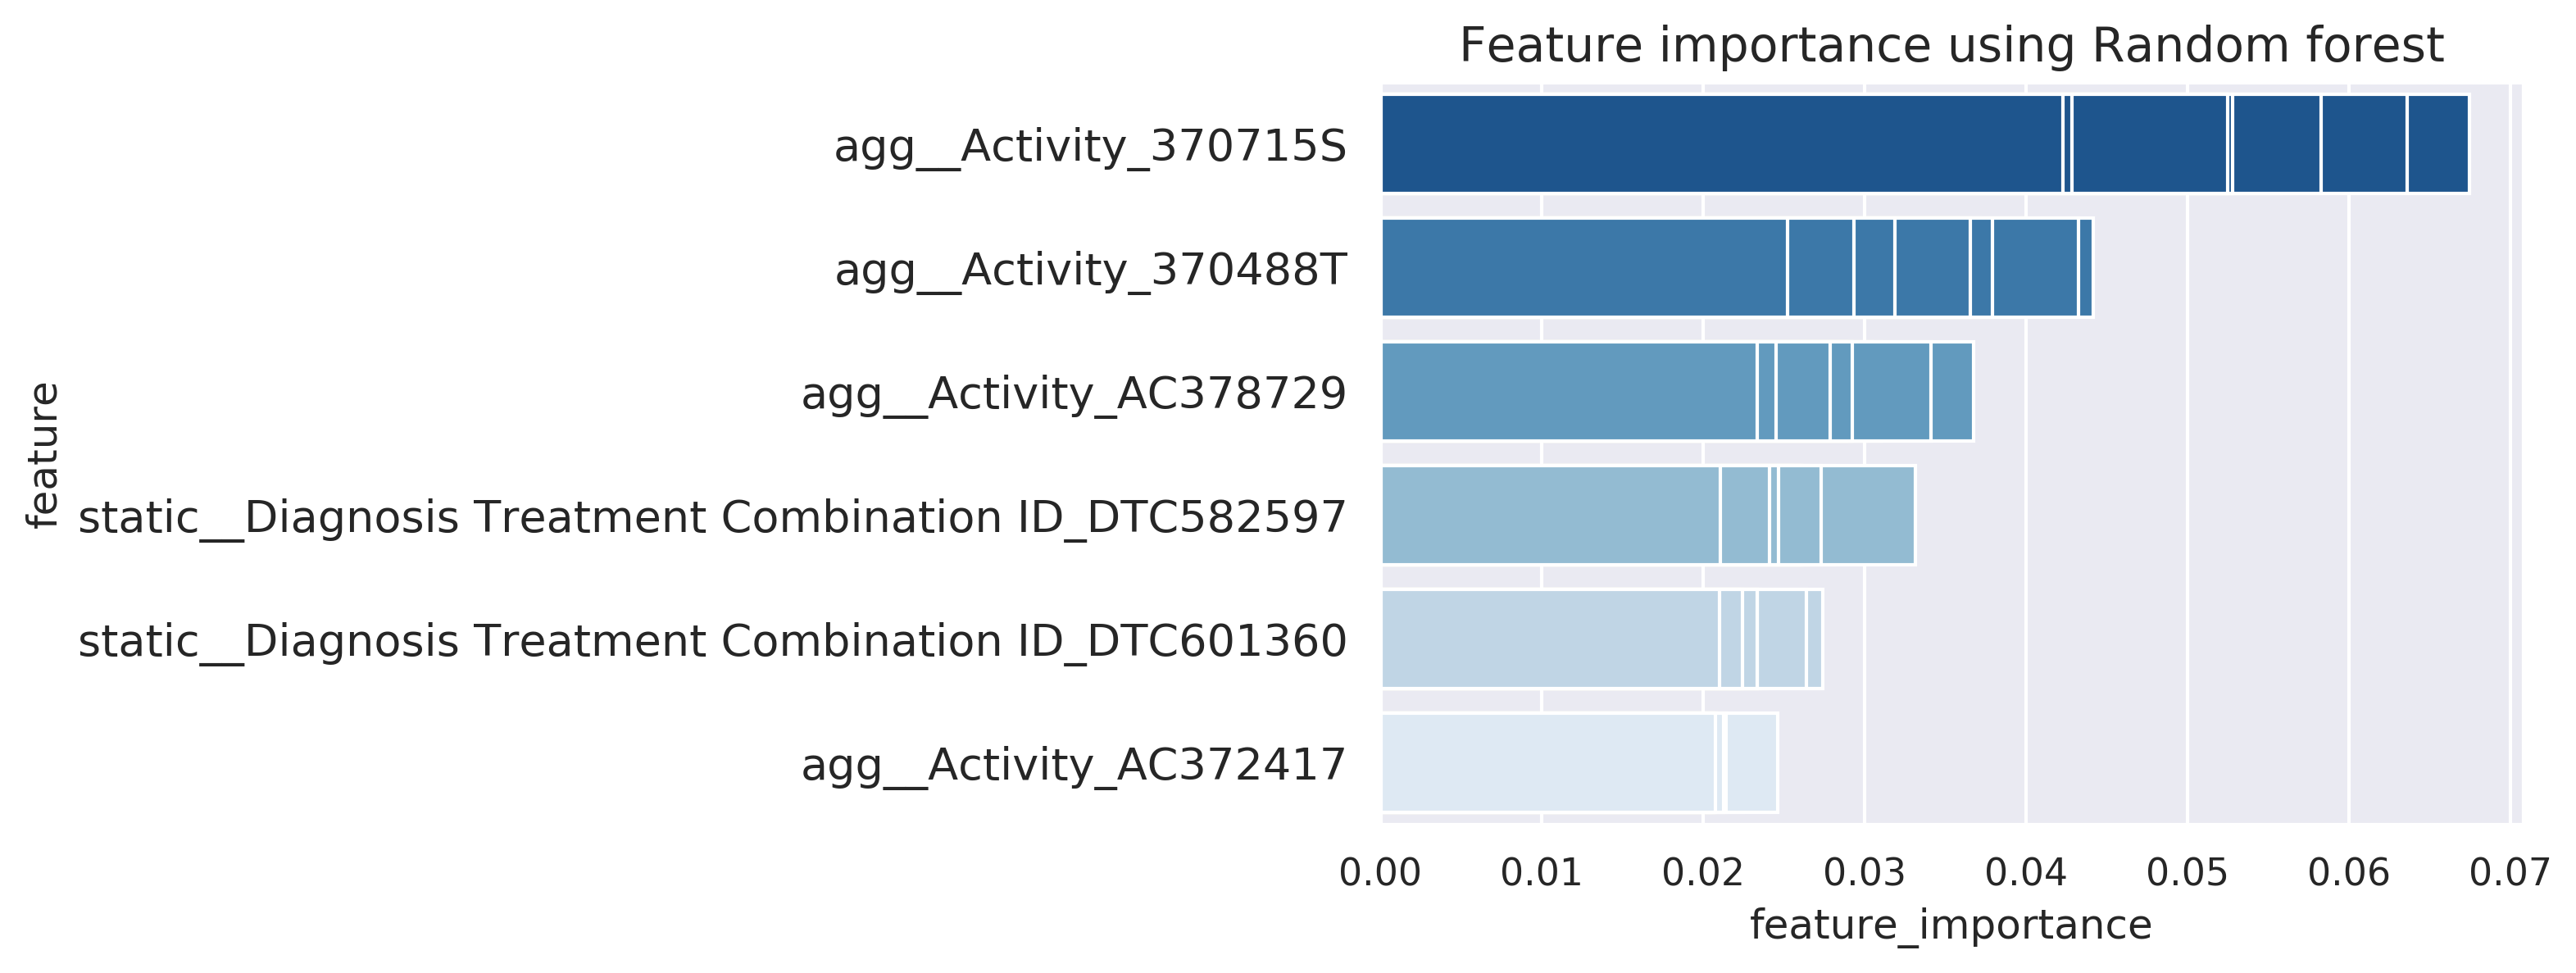 Feature importance using Random forest
feature
agg__Activity_370715S
agg__Activity_370488T
agg__Activity_AC378729
static__Diagnosis Treatment Combination ID_DTC582597
static__Diagnosis Treatment Combination ID_DTC601360
agg__Activity_AC372417
0.00 0.01 0.02 0.03 0.04 0.05 0.06 0.07
feature_importance